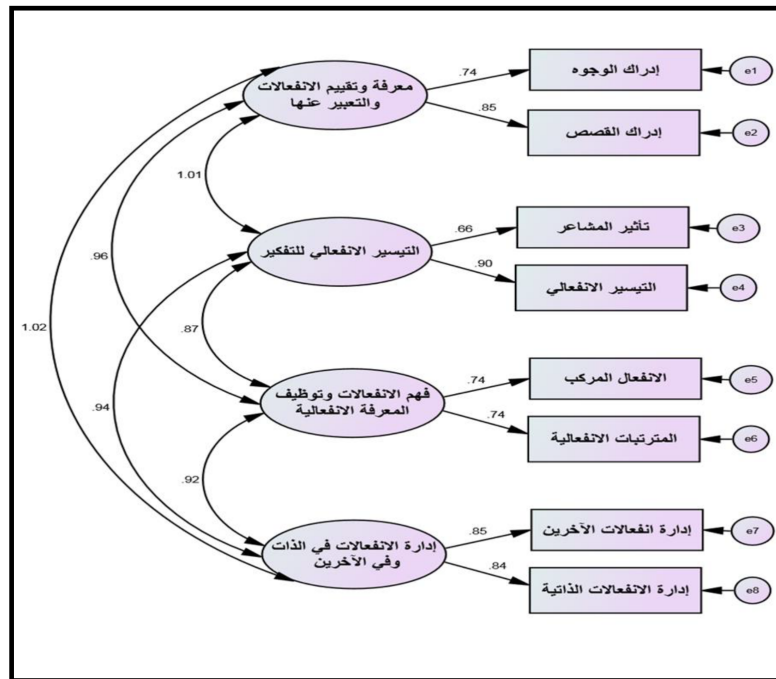 معرفة وتقييم الانفعالات
والتعبير عنها
.74
إدراك الوجوه
e1
.85
إدراك القصص
e2
1.01
التيسير الانفعالي للتفكير
.66
تأثير المشاعر
e3
.90
التيسير الانفعالي
e4
.96
1.02
.87
فهم الانفعالات وتوظيف
المعرفة الانفعالية
.74
الانفعال المركب
e5
.74
المترتبات الانفعالية
e6
.94
.92
إدارة الانفعالات في الذات
وفي الآخرين
.85
إدارة انفعالات الآخرين
e7
.84
إدارة الانفعالات الذاتية
e8